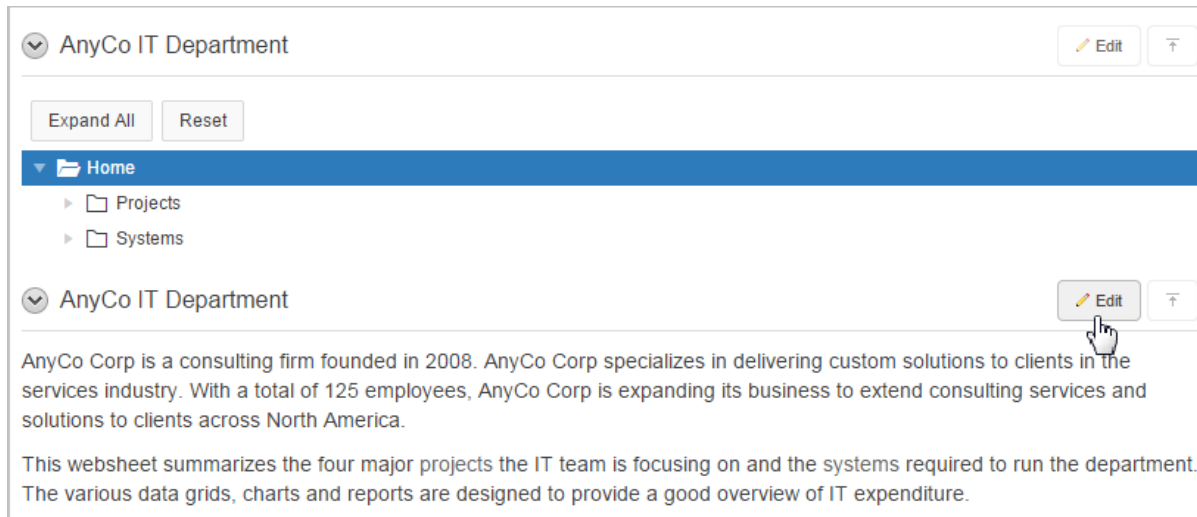 AnyCo IT Department
Edit
Expand All Reset
Home
Projects
Systems
AnyCo IT Department
Edit
AnyCo Corp is a consulting firm founded in 2008. AnyCo Corp specializes in delivering custom solutions to clients in the
services industry. With a total of 125 employees, AnyCo Corp is expanding its business to extend consulting services and
solutions to clients across North America.
This websheet summarizes the four major projects the IT team is focusing on and the systems required to run the department.
The various data grids, charts and reports are designed to provide a good overview of IT expenditure.